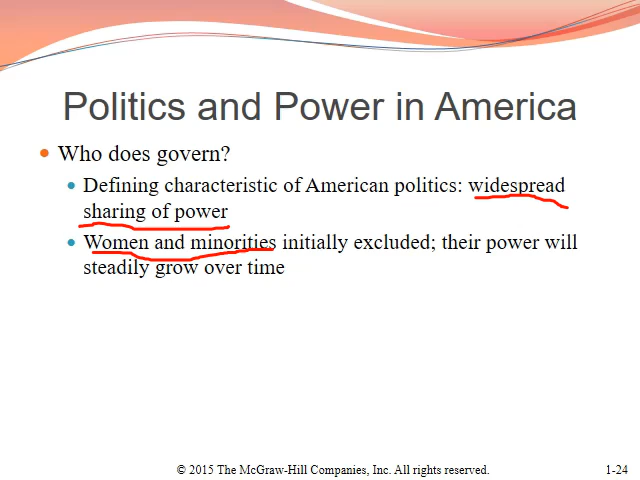 Politics and Power in America
Who does govern?
Defining characteristic of American politics: widespread
sharing of power
Women and minorities initially excluded; their power will
steadily grow over time
© 2015 The McGraw-Hill Companies, Inc. All rights reserved.
1-24